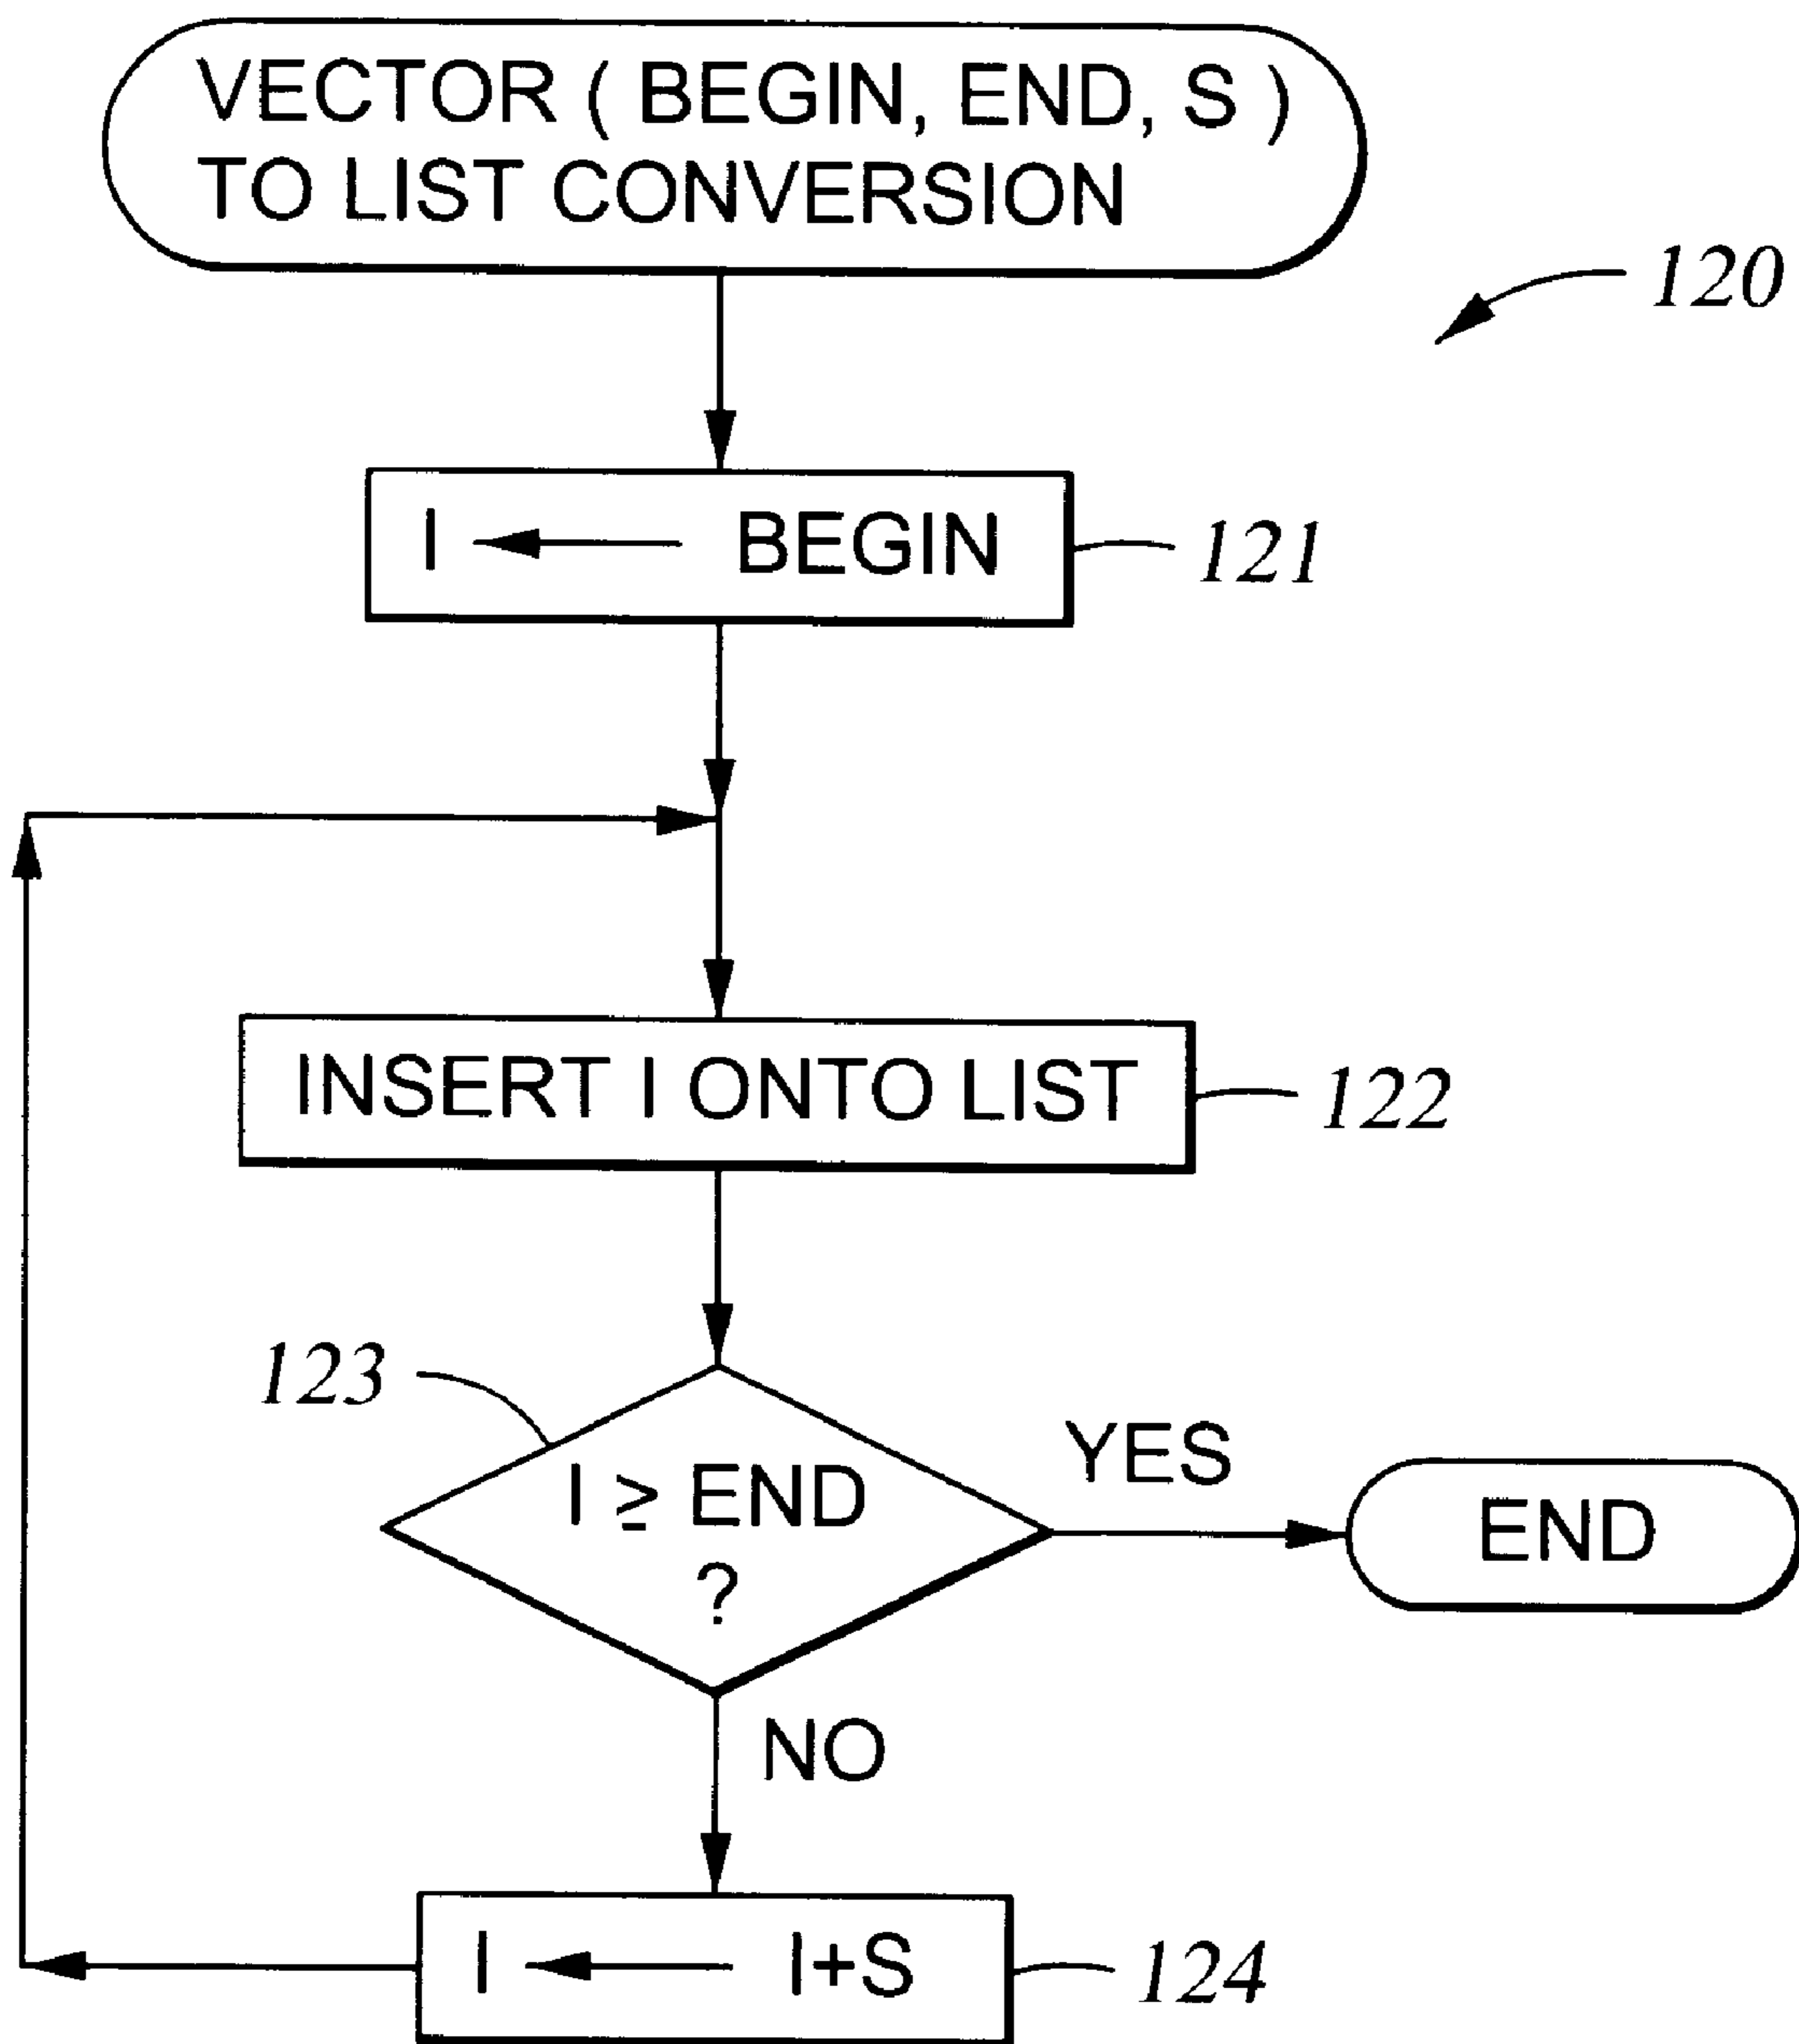 VECTOR ( BEGIN, END, S )
TO LIST CONVERSION
120
I ← BEGIN
121
INSERT I ONTO LIST
122
123
I ≥ END
?
YES
END
NO
I ← I+S
124